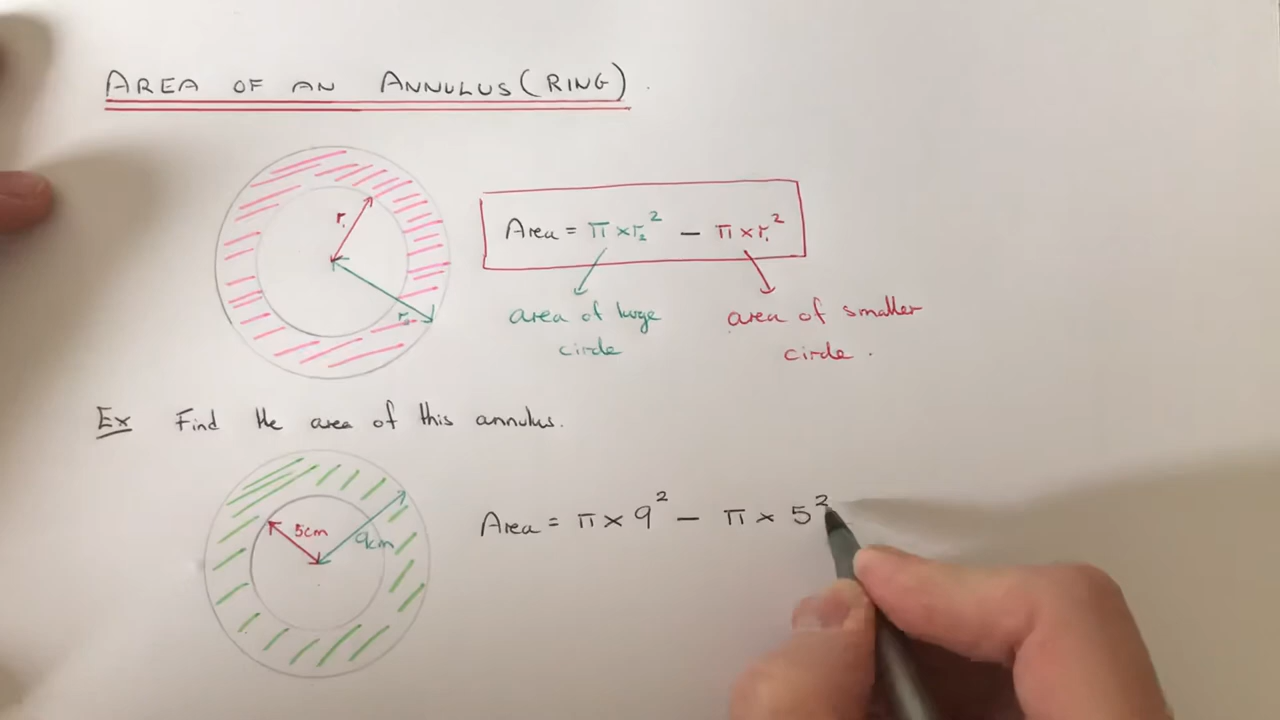 AREA OF AN ANNULUS (RING).
r₁
r₂
Area = π × r₂² − π × r₁²
area of large circle
area of smaller circle.
Ex Find the area of this annulus.
5cm
9cm
Area = π × 9² − π × 5²